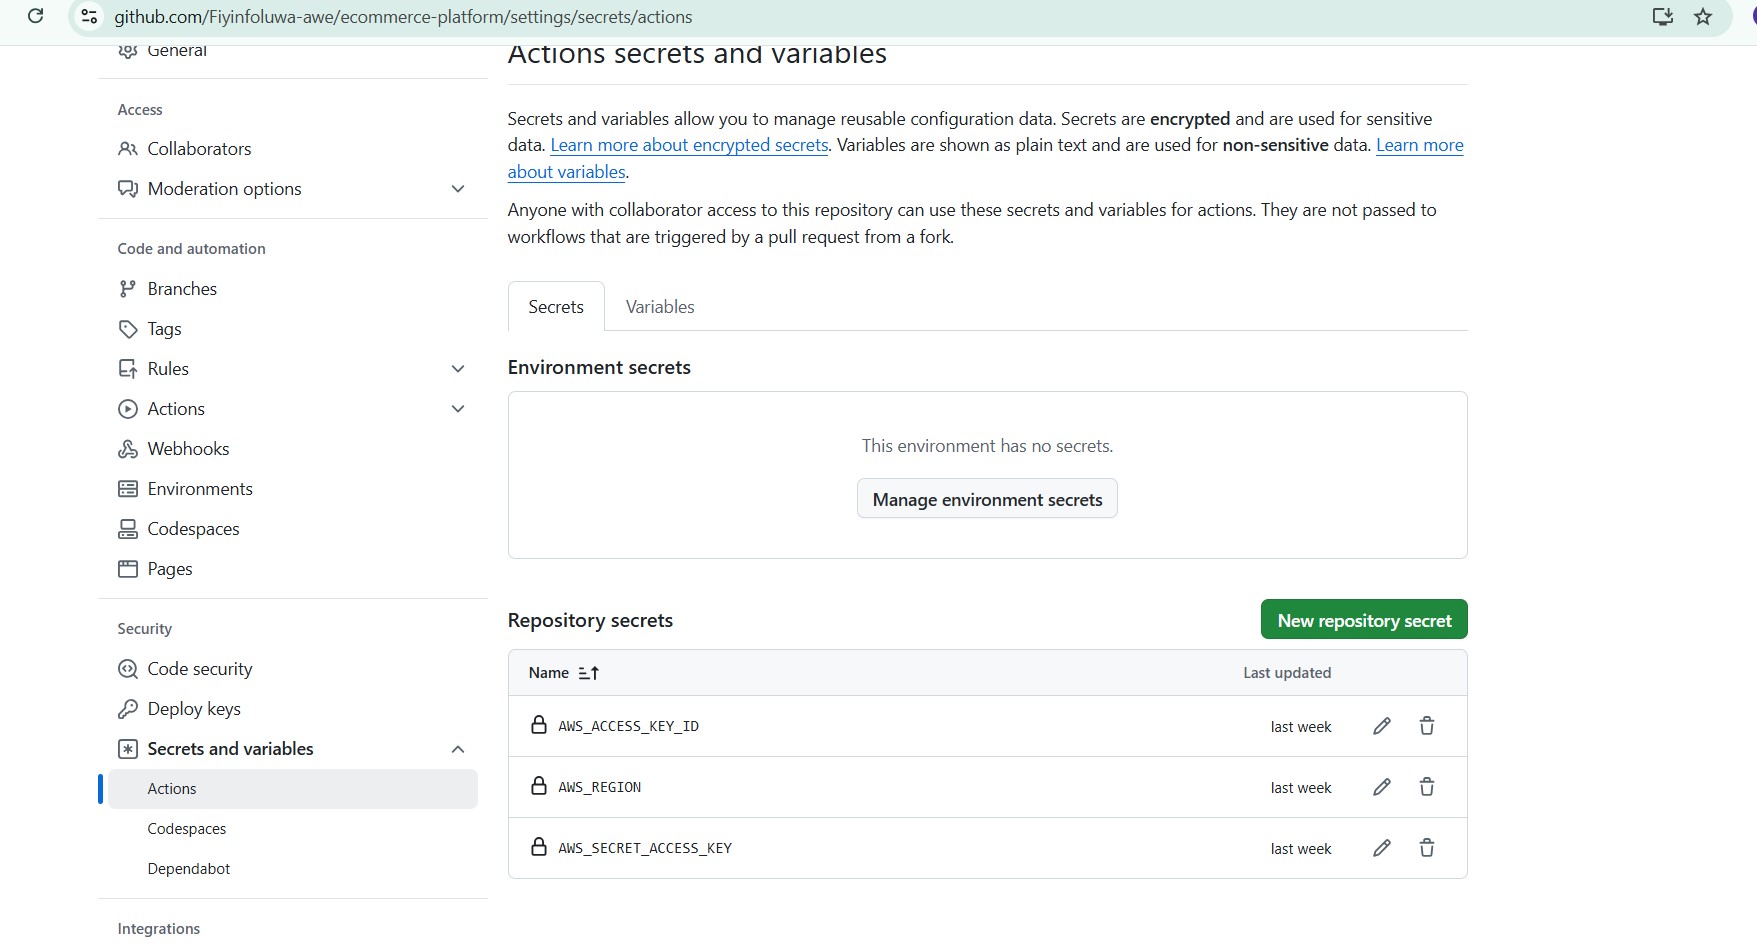 github.com/Fiyinfoluwa-awe/ecommerce-platform/settings/secrets/actions
General
Access
Collaborators
Moderation options
Code and automation
Branches
Tags
Rules
Actions
Webhooks
Environments
Codespaces
Pages
Security
Code security
Deploy keys
Secrets and variables
Actions
Codespaces
Dependabot
Integrations
Actions secrets and variables
Secrets and variables allow you to manage reusable configuration data. Secrets are encrypted and are used for sensitive
data. Learn more about encrypted secrets. Variables are shown as plain text and are used for non-sensitive data. Learn more
about variables.
Anyone with collaborator access to this repository can use these secrets and variables for actions. They are not passed to
workflows that are triggered by a pull request from a fork.
Secrets Variables
Environment secrets
This environment has no secrets.
Manage environment secrets
Repository secrets New repository secret
Name Last updated
AWS_ACCESS_KEY_ID last week
AWS_REGION last week
AWS_SECRET_ACCESS_KEY last week